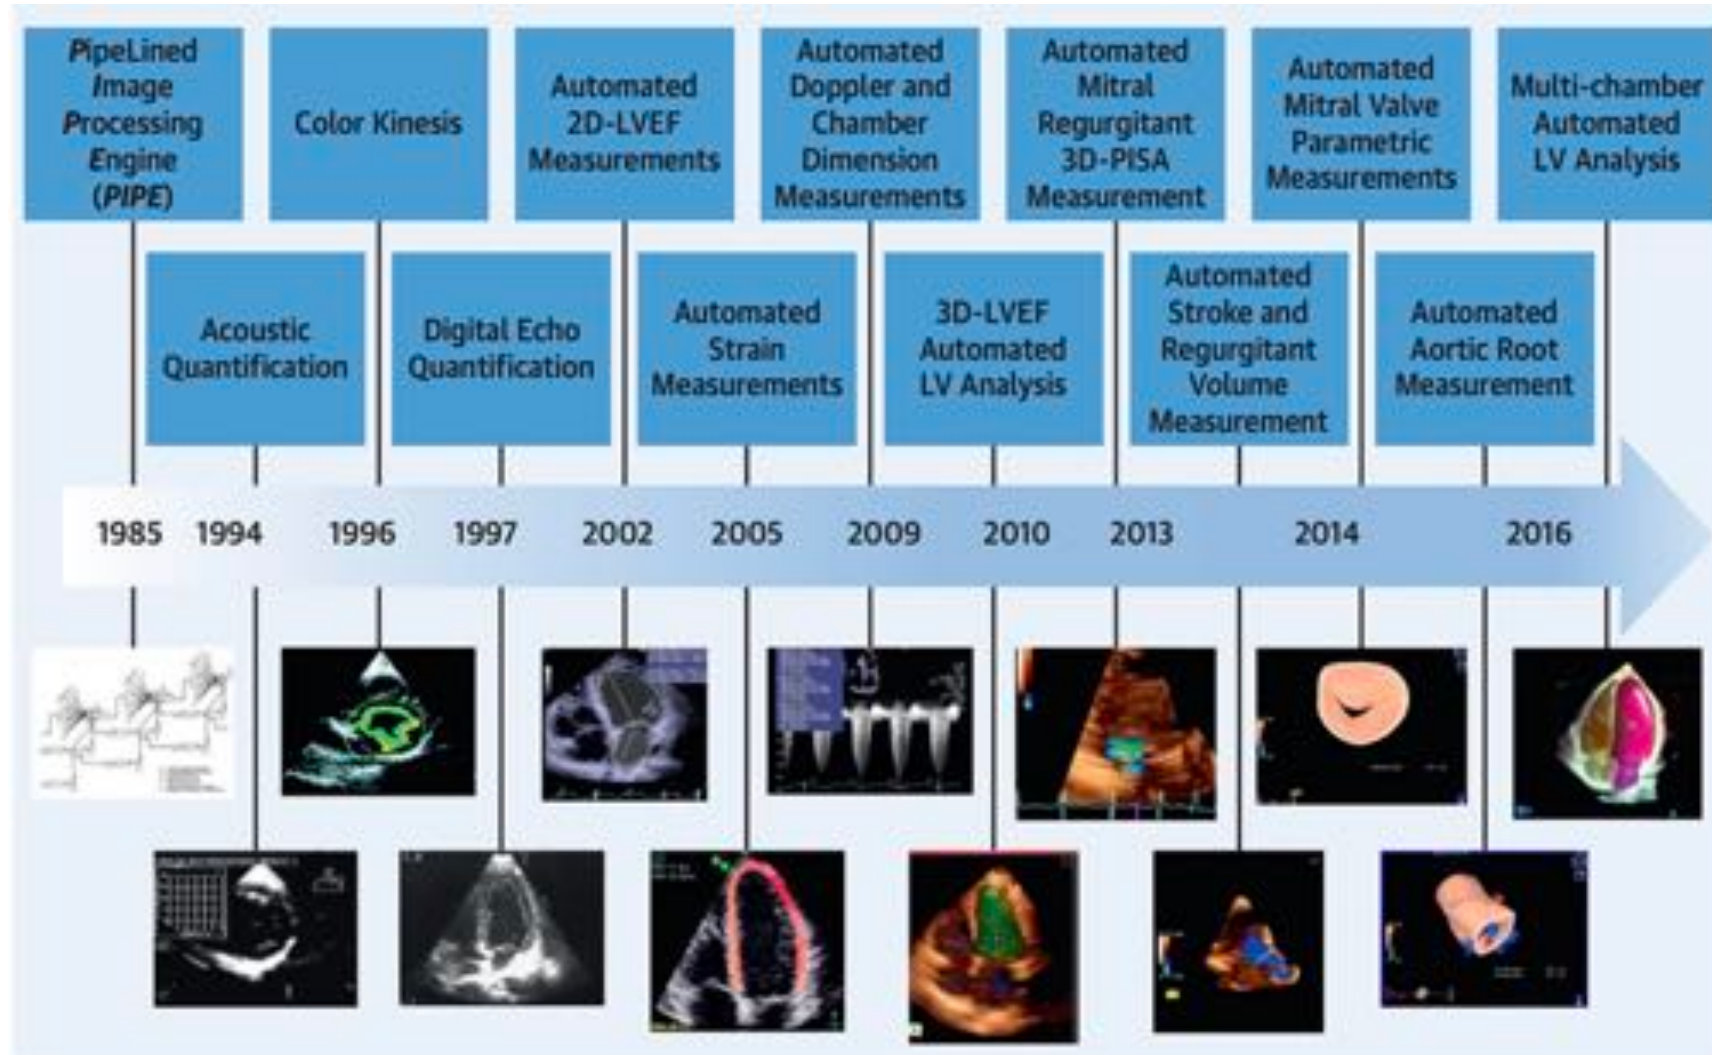 PipeLined
Image
Processing
Engine
(PIPE)
Color Kinesis
Automated
2D-LVEF
Measurements
Automated
Doppler and
Chamber
Dimension
Measurements
Automated
Mitral
Regurgitant
3D-PISA
Measurement
Automated
Mitral Valve
Parametric
Measurements
Multi-chamber
Automated
LV Analysis
Acoustic
Quantification
Digital Echo
Quantification
Automated
Strain
Measurements
3D-LVEF
Automated
LV Analysis
Automated
Stroke and
Regurgitant
Volume
Measurement
Automated
Aortic Root
Measurement
1985 1994 1996 1997 2002 2005 2009 2010 2013 2014 2016